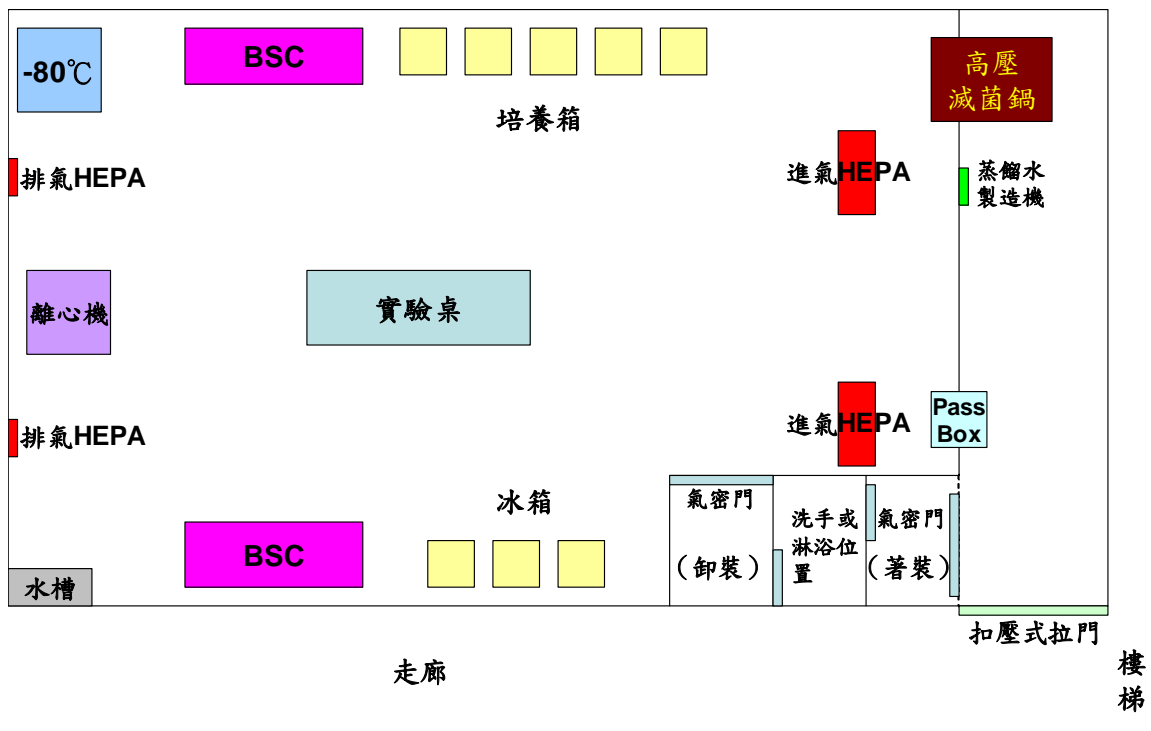 -80℃
BSC
高壓
滅菌鍋
培養箱
排氣HEPA
進氣HEPA
蒸餾水
製造機
離心機
實驗桌
排氣HEPA
進氣HEPA
Pass
Box
冰箱
氣密門
(卸裝)
洗手或
淋浴位
置
氣密門
(著裝)
BSC
水槽
扣壓式拉門
走廊
樓
梯